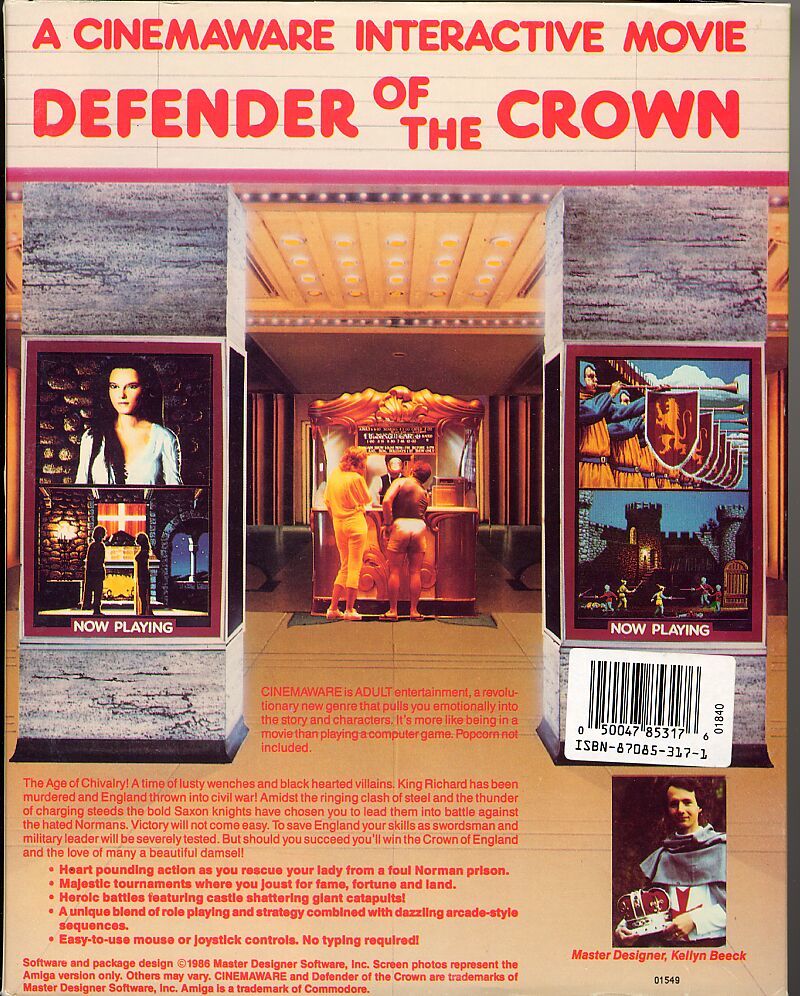 A CINEMAWARE INTERACTIVE MOVIE
DEFENDER OF THE CROWN
NOW PLAYING
NOW PLAYING
CINEMAWARE is ADULT entertainment, a revolu-
tionary new genre that pulls you emotionally into
the story and characters. It's more like being in a
movie than playing a computer game. Popcorn not
included.
0 50047 85317 6
01840
ISBN-87085-317-1
The Age of Chivalry! A time of lusty wenches and black hearted villains. King Richard has been
murdered and England thrown into civil war! Amidst the ringing clash of steel and the thunder
of charging steeds the bold Saxon knights have chosen you to lead them into battle against
the hated Normans. Victory will not come easy. To save England your skills as swordsman and
military leader will be severely tested. But should you succeed you'll win the Crown of England
and the love of many a beautiful damsel!
• Heart pounding action as you rescue your lady from a foul Norman prison.
• Majestic tournaments where you joust for fame, fortune and land.
• Heroic battles featuring castle shattering giant catapults!
• A unique blend of role playing and strategy combined with dazzling arcade-style
sequences.
• Easy-to-use mouse or joystick controls. No typing required!
Master Designer, Kellyn Beeck
Software and package design ©1986 Master Designer Software, Inc. Screen photos represent the
Amiga version only. Others may vary. CINEMAWARE and Defender of the Crown are trademarks of
Master Designer Software, Inc. Amiga is a trademark of Commodore.
01549